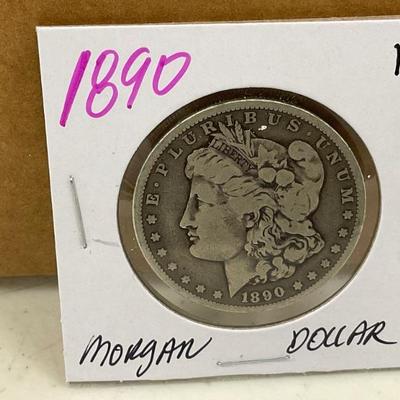 1890
E·PLURIBUS·UNUM
LIBERTY
1890
MORGAN DOLLAR